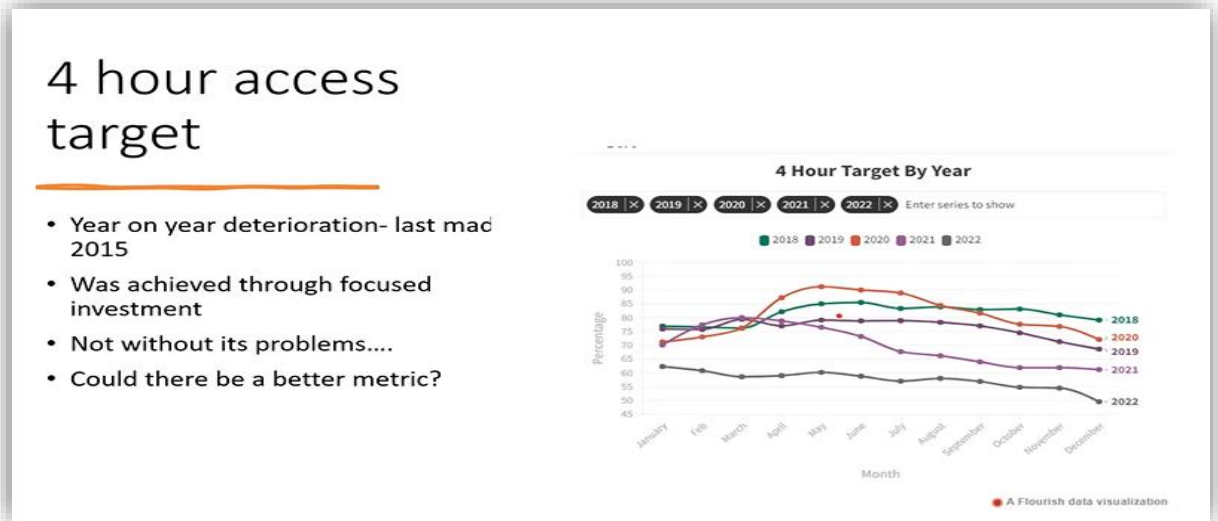 4 hour access
target
• Year on year deterioration- last mad
2015
• Was achieved through focused
investment
• Not without its problems....
• Could there be a better metric?
4 Hour Target By Year
2018 × 2019 × 2020 × 2021 × 2022 × Enter series to show
2018 2019 2020 2021 2022
Percentage
100
95
90
85
80
75
70
65
60
55
50
45
2018
2020
2019
2021
2022
January Feb March April May June July August September October November December
Month
A Flourish data visualization